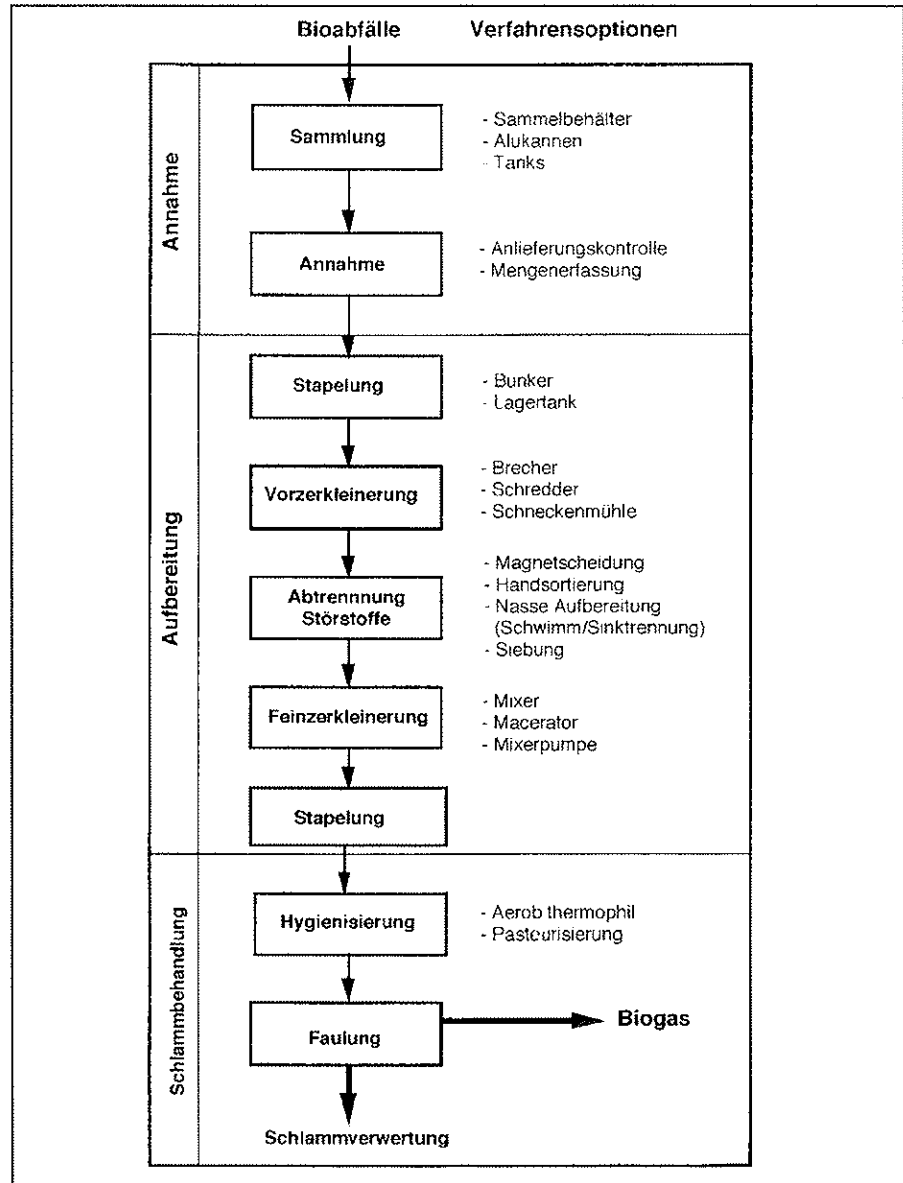 Bioabfälle Verfahrensoptionen
Annahme
Sammlung
- Sammelbehälter
- Alukannen
- Tanks
Annahme
- Anlieferungskontrolle
- Mengenerfassung
Aufbereitung
Stapelung
- Bunker
- Lagertank
Vorzerkleinerung
- Brecher
- Schredder
- Schneckenmühle
Abtrennnung
Störstoffe
- Magnetscheidung
- Handsortierung
- Nasse Aufbereitung
(Schwimm/Sinktrennung)
- Siebung
Feinzerkleinerung
- Mixer
- Macerator
- Mixerpumpe
Stapelung
Schlammbehandlung
Hygienisierung
- Aerob thermophil
- Pasteurisierung
Faulung
Biogas
Schlammverwertung